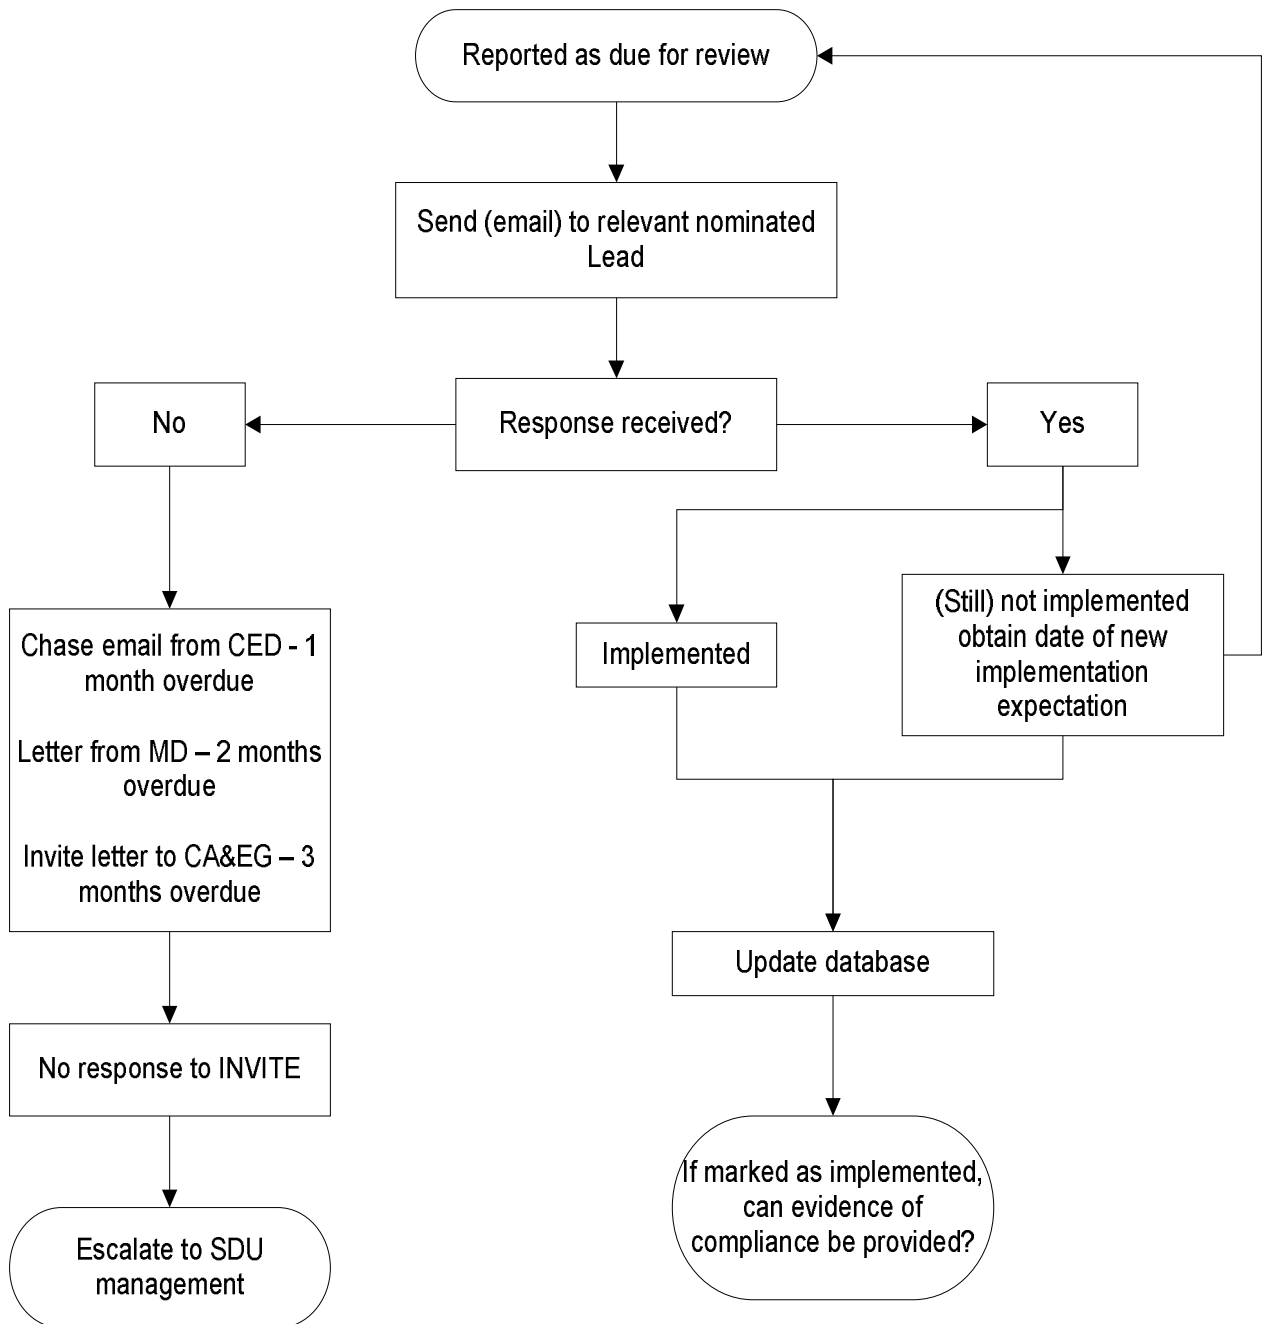 Reported as due for review
Send (email) to relevant nominated
Lead
No
Response received?
Yes
(Still) not implemented
obtain date of new
implementation
expectation
Implemented
Chase email from CED - 1
month overdue
Letter from MD – 2 months
overdue
Invite letter to CA&EG – 3
months overdue
Update database
No response to INVITE
If marked as implemented,
can evidence of
compliance be provided?
Escalate to SDU
management